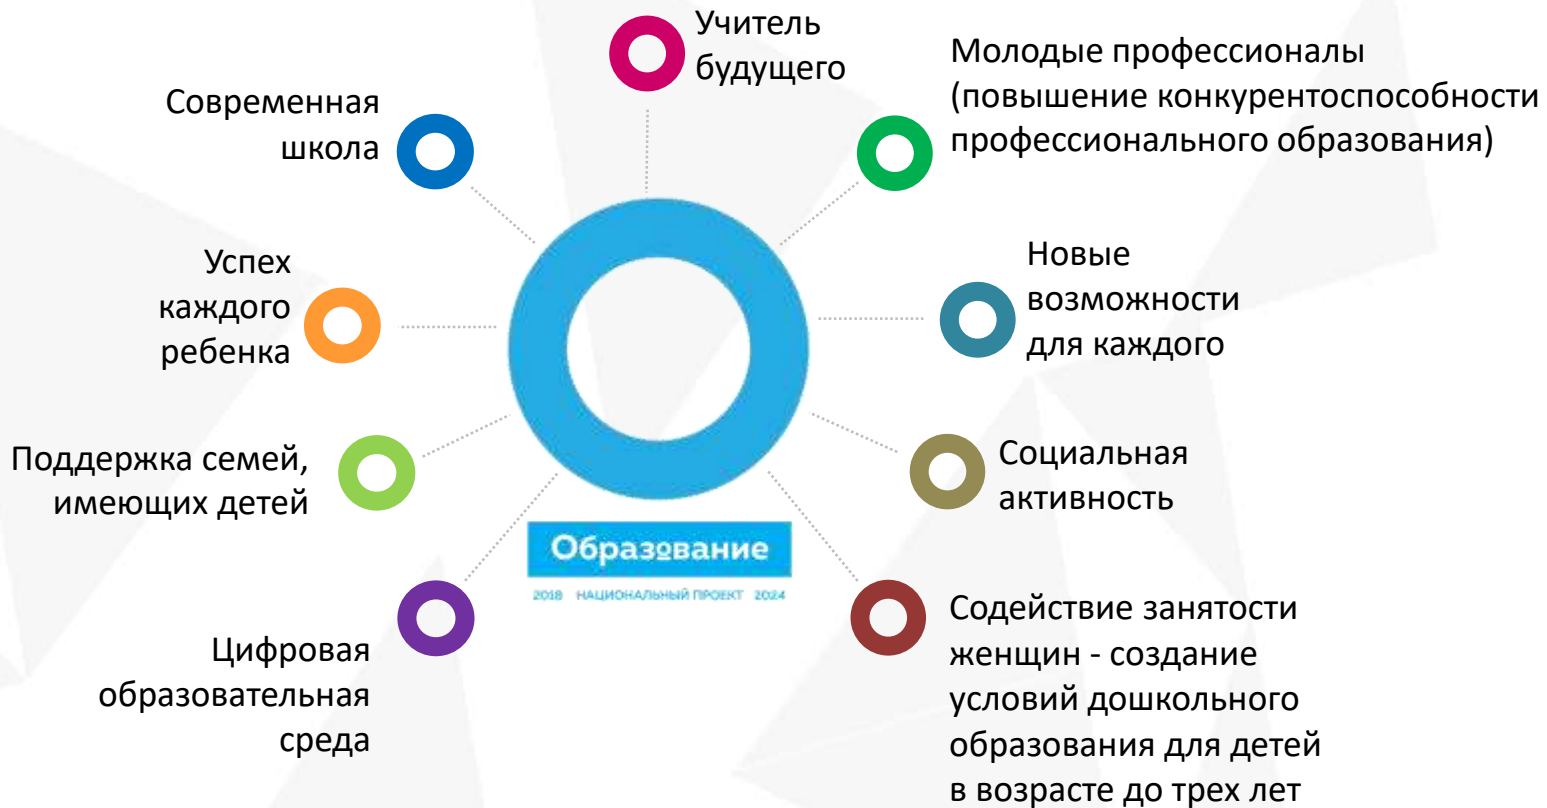 Учитель
будущего
Молодые профессионалы
(повышение конкурентоспособности
профессионального образования)
Современная
школа
Успех
каждого
ребенка
Новые
возможности
для каждого
Поддержка семей,
имеющих детей
Социальная
активность
Образование
2018 НАЦИОНАЛЬНЫЙ ПРОЕКТ 2024
Цифровая
образовательная
среда
Содействие занятости
женщин - создание
условий дошкольного
образования для детей
в возрасте до трех лет